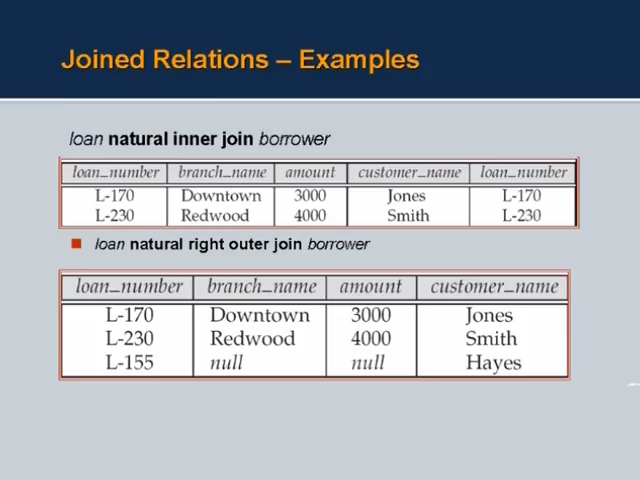 Joined Relations – Examples
loan natural inner join borrower
loan_number branch_name amount customer_name loan_number
L-170 Downtown 3000 Jones L-170
L-230 Redwood 4000 Smith L-230
loan natural right outer join borrower
loan_number branch_name amount customer_name
L-170 Downtown 3000 Jones
L-230 Redwood 4000 Smith
L-155 null null Hayes